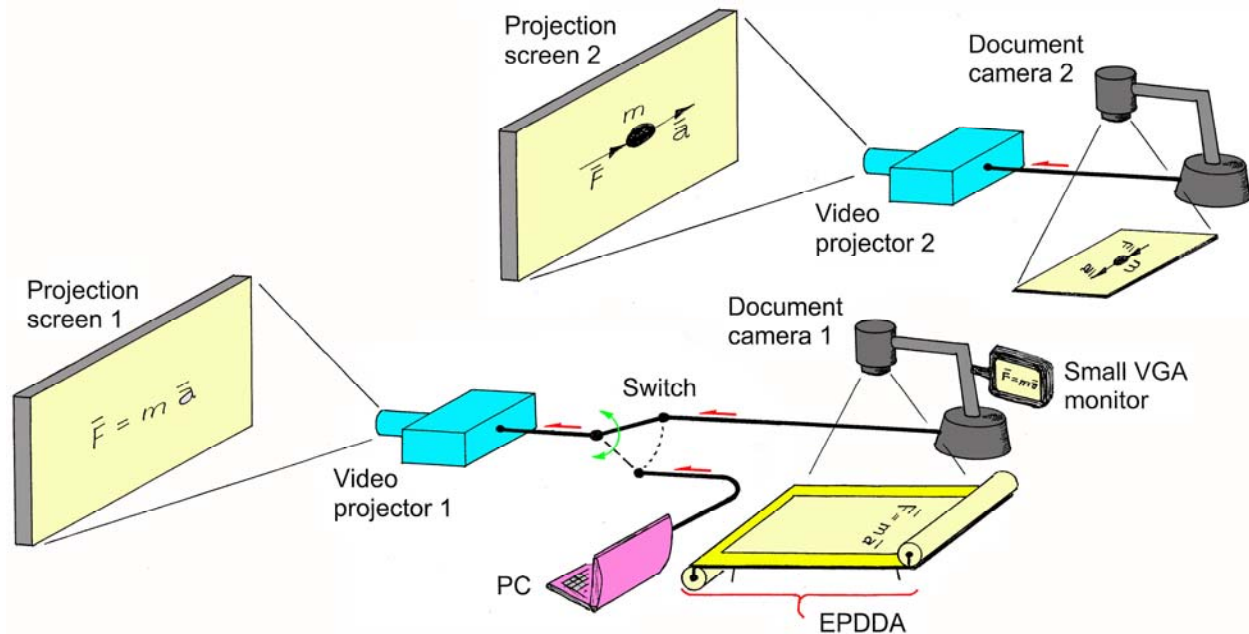 Projection
screen 2
m
F̄
ā
Document
camera 2
Video
projector 2
F̄
m
ā
Projection
screen 1
F̄ = m ā
Document
camera 1
F̄ = m ā
Small VGA
monitor
Switch
Video
projector 1
PC
F̄ = m ā
EPDDA